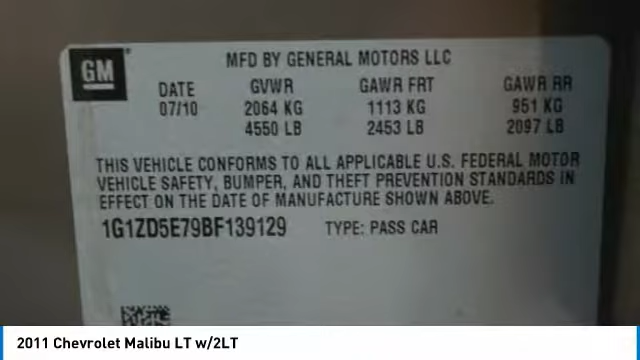 GM
MFD BY GENERAL MOTORS LLC
DATE GVWR GAWR FRT GAWR RR
07/10 2064 KG 1113 KG 951 KG
4550 LB 2453 LB 2097 LB
THIS VEHICLE CONFORMS TO ALL APPLICABLE U.S. FEDERAL MOTOR
VEHICLE SAFETY, BUMPER, AND THEFT PREVENTION STANDARDS IN
EFFECT ON THE DATE OF MANUFACTURE SHOWN ABOVE.
1G1ZD5E79BF139129 TYPE: PASS CAR
2011 Chevrolet Malibu LT w/2LT